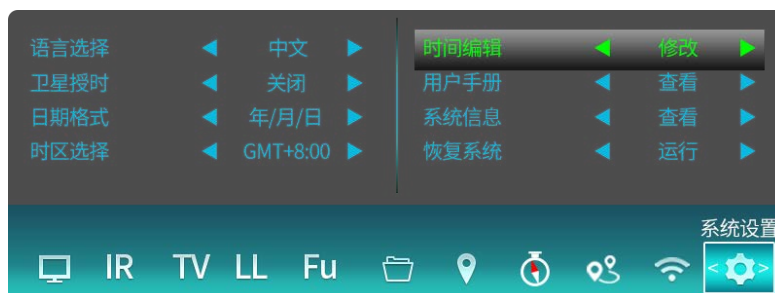 语言选择 中文
卫星授时 关闭
日期格式 年/月/日
时区选择 GMT+8:00
时间编辑 修改
用户手册 查看
系统信息 查看
恢复系统 运行
系统设置
IR TV LL Fu